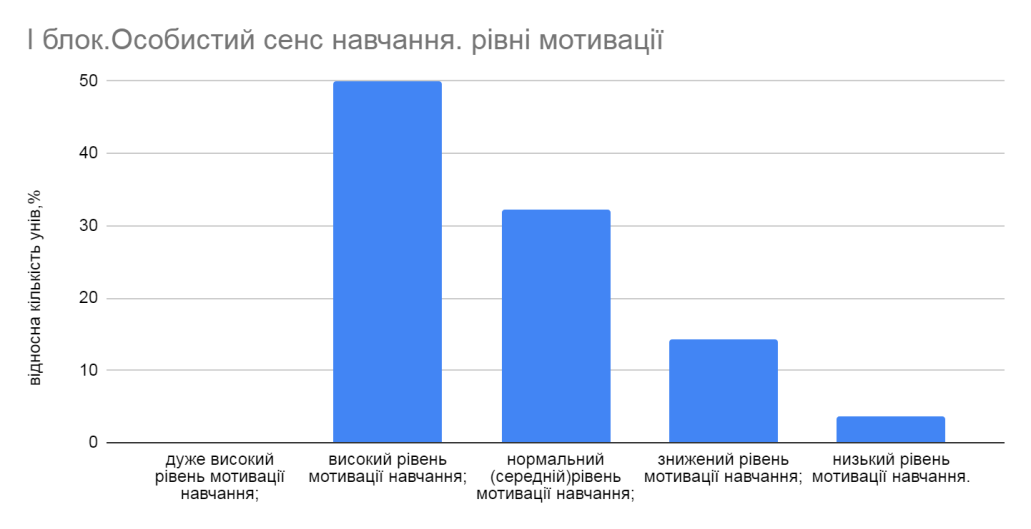 І блок.Особистий сенс навчання. рівні мотивації
відносна кількість унів,%
50
40
30
20
10
0
дуже високий
рівень мотивації
навчання;
високий рівень
мотивації навчання;
нормальний
(середній)рівень
мотивації навчання;
знижений рівень
мотивації навчання;
низький рівень
мотивації навчання.